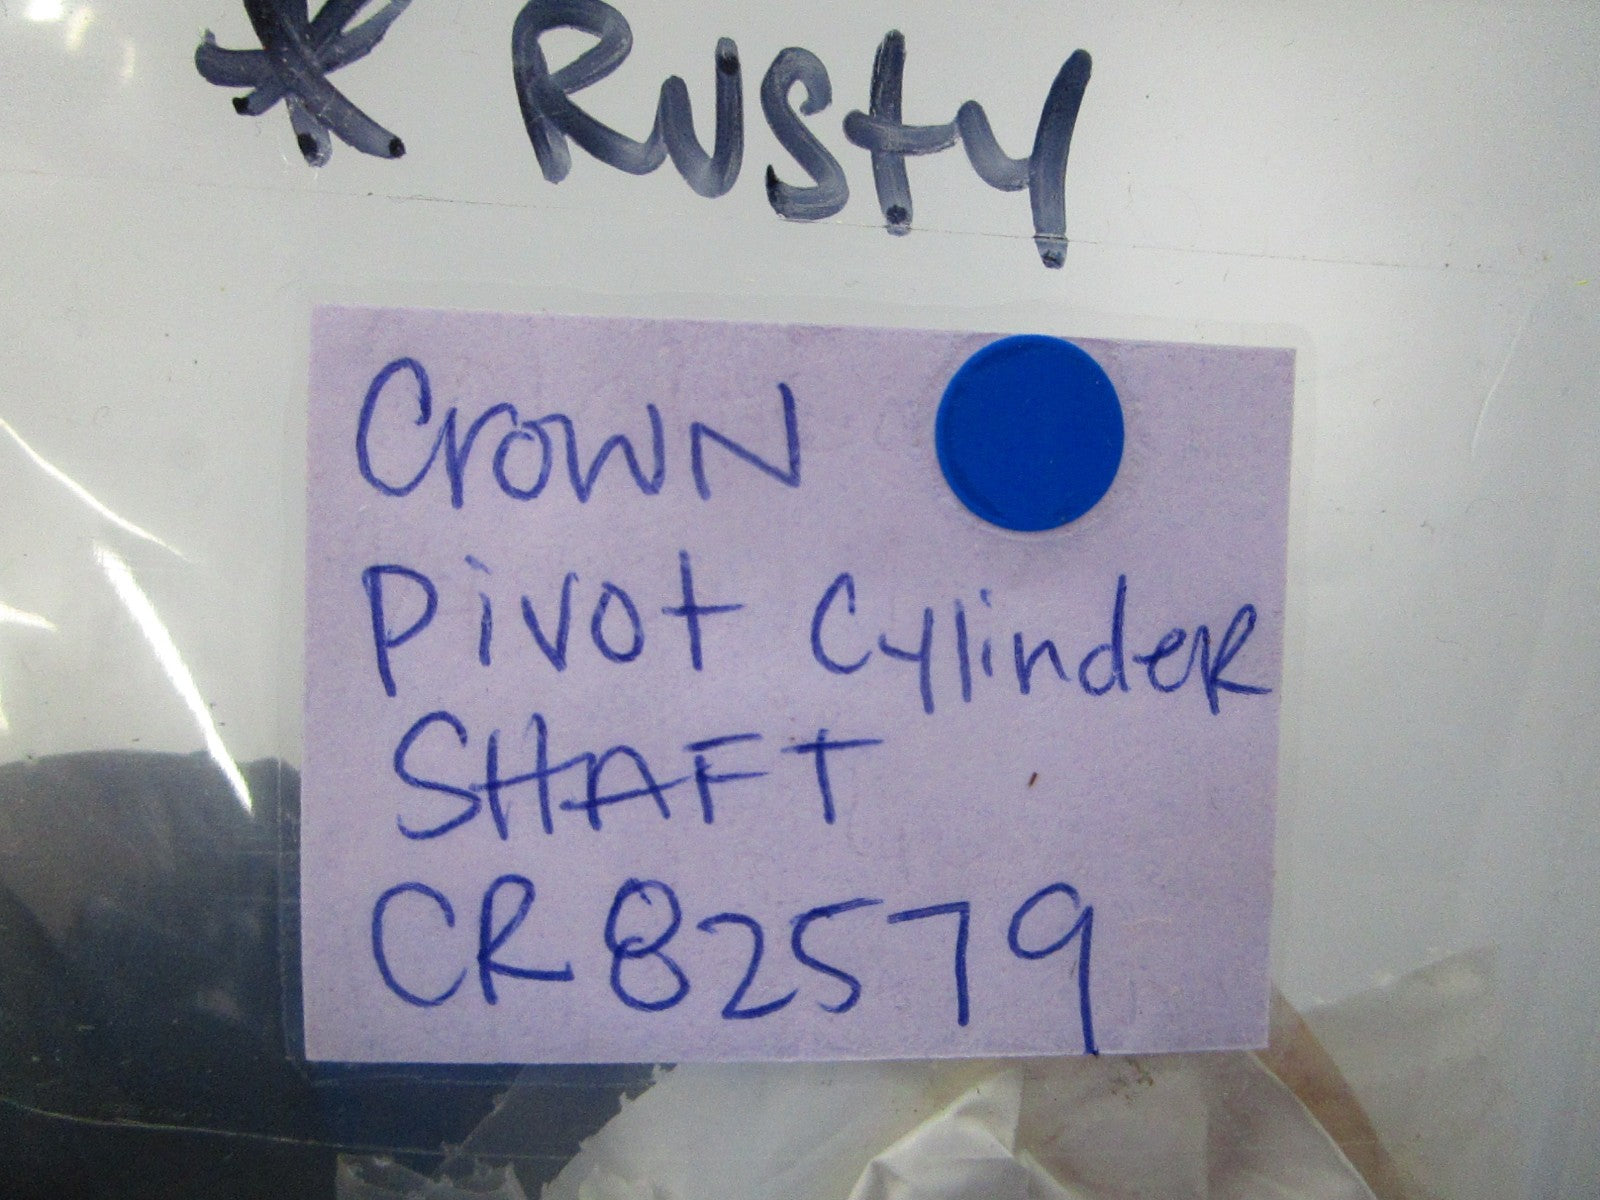 * Rusty
Crown
Pivot Cylinder
SHAFT
CR82579